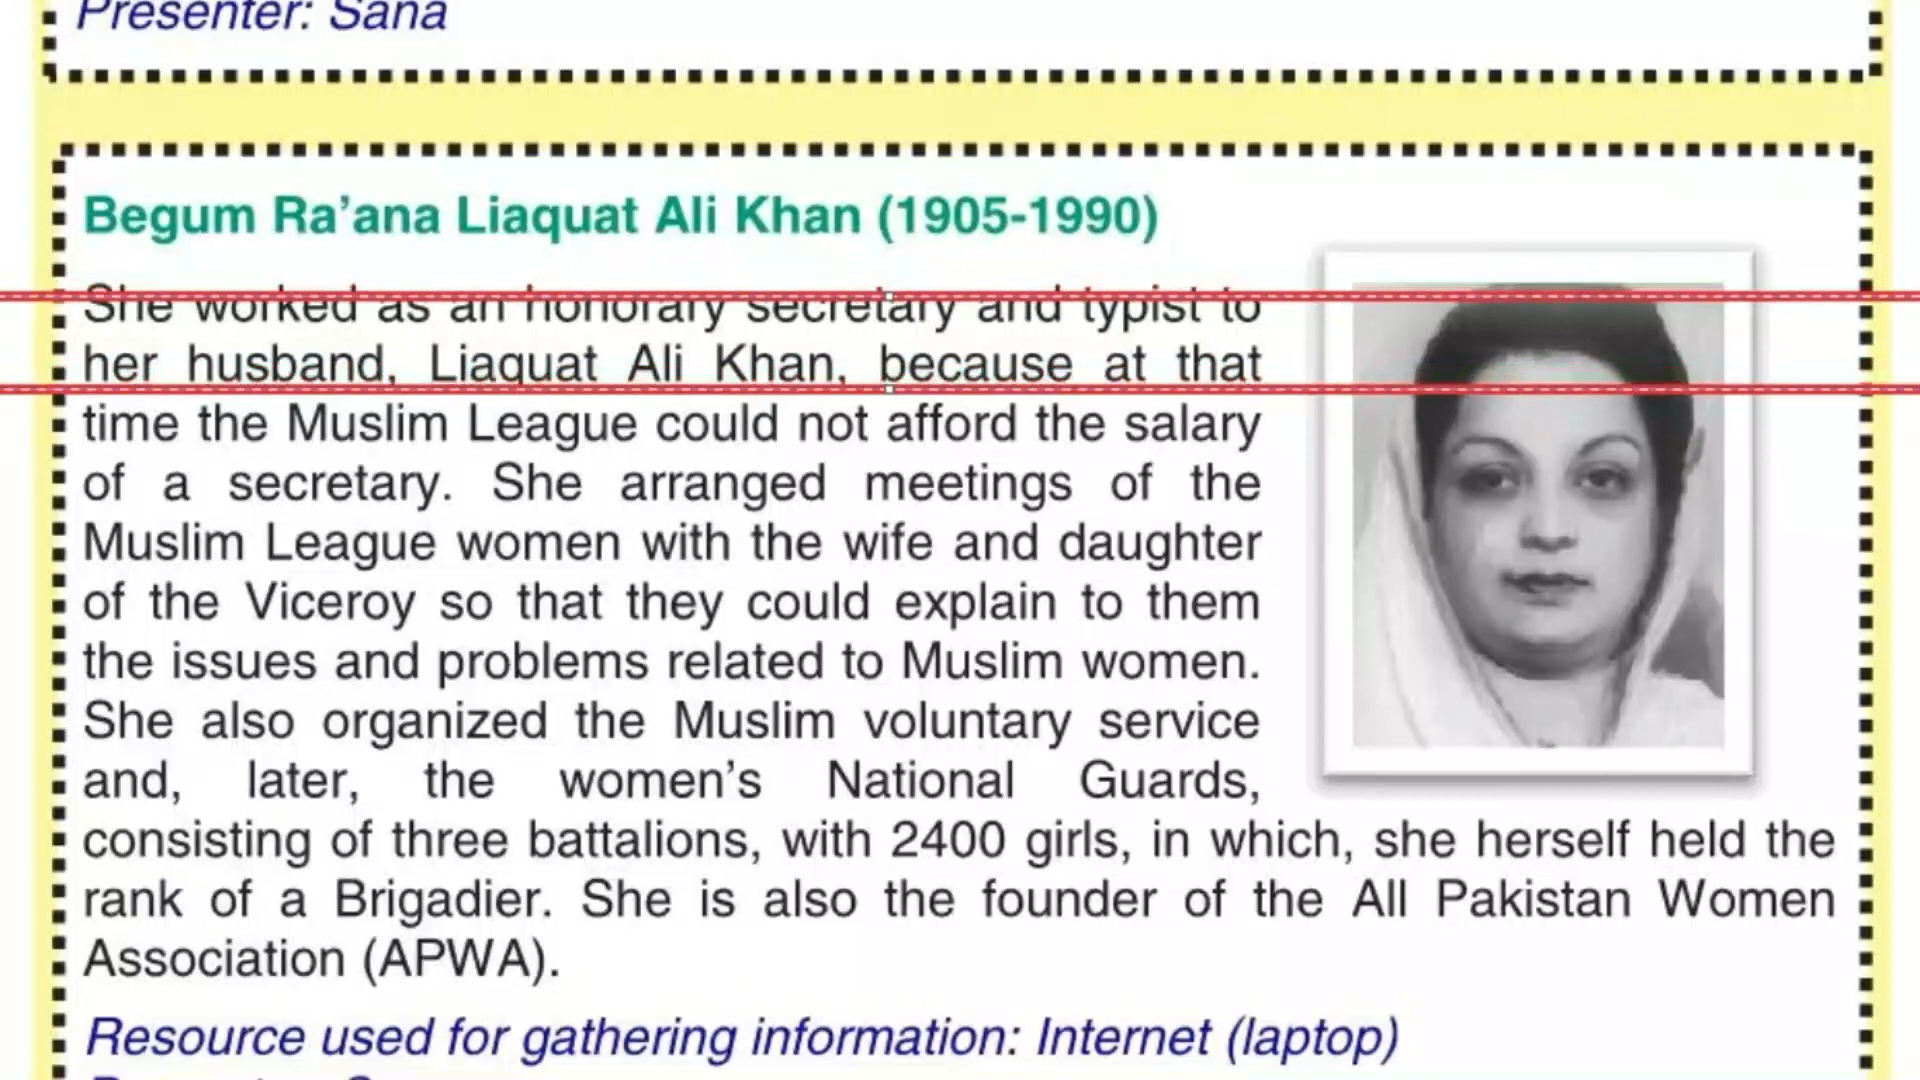 Presenter: Sana
Begum Ra’ana Liaquat Ali Khan (1905-1990)
She worked as an honorary secretary and typist to
her husband, Liaquat Ali Khan, because at that
time the Muslim League could not afford the salary
of a secretary. She arranged meetings of the
Muslim League women with the wife and daughter
of the Viceroy so that they could explain to them
the issues and problems related to Muslim women.
She also organized the Muslim voluntary service
and, later, the women’s National Guards,
consisting of three battalions, with 2400 girls, in which, she herself held the
rank of a Brigadier. She is also the founder of the All Pakistan Women
Association (APWA).
Resource used for gathering information: Internet (laptop)